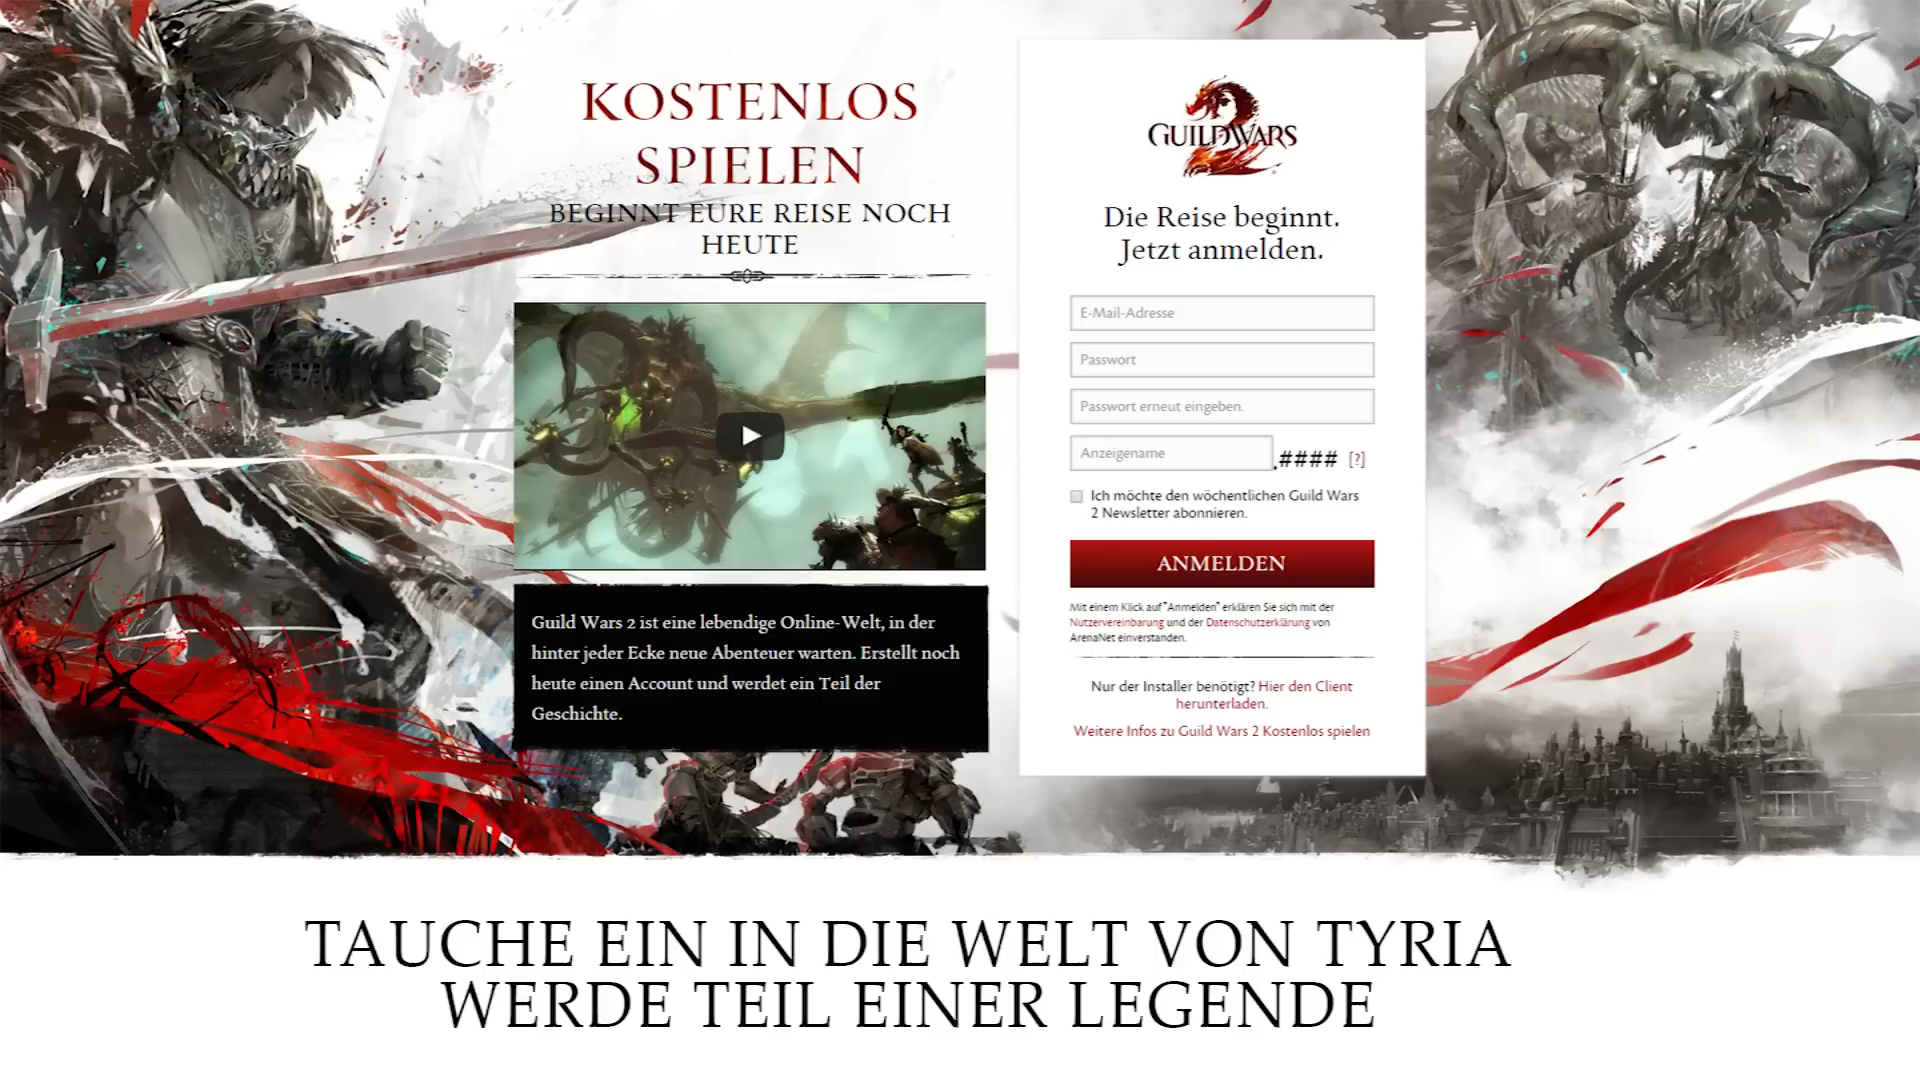 KOSTENLOS
SPIELEN
BEGINNT EURE REISE NOCH
HEUTE
Guild Wars 2 ist eine lebendige Online-Welt, in der
hinter jeder Ecke neue Abenteuer warten. Erstellt noch
heute einen Account und werdet ein Teil der
Geschichte.
GUILDWARS
2
Die Reise beginnt.
Jetzt anmelden.
E-Mail-Adresse
Passwort
Passwort erneut eingeben.
Anzeigename .#### [?]
Ich möchte den wöchentlichen Guild Wars
2 Newsletter abonnieren.
ANMELDEN
Mit einem Klick auf "Anmelden" erklären Sie sich mit der
Nutzervereinbarung und der Datenschutzerklärung von
ArenaNet einverstanden.
Nur der Installer benötigt? Hier den Client
herunterladen.
Weitere Infos zu Guild Wars 2 Kostenlos spielen
TAUCHE EIN IN DIE WELT VON TYRIA
WERDE TEIL EINER LEGENDE